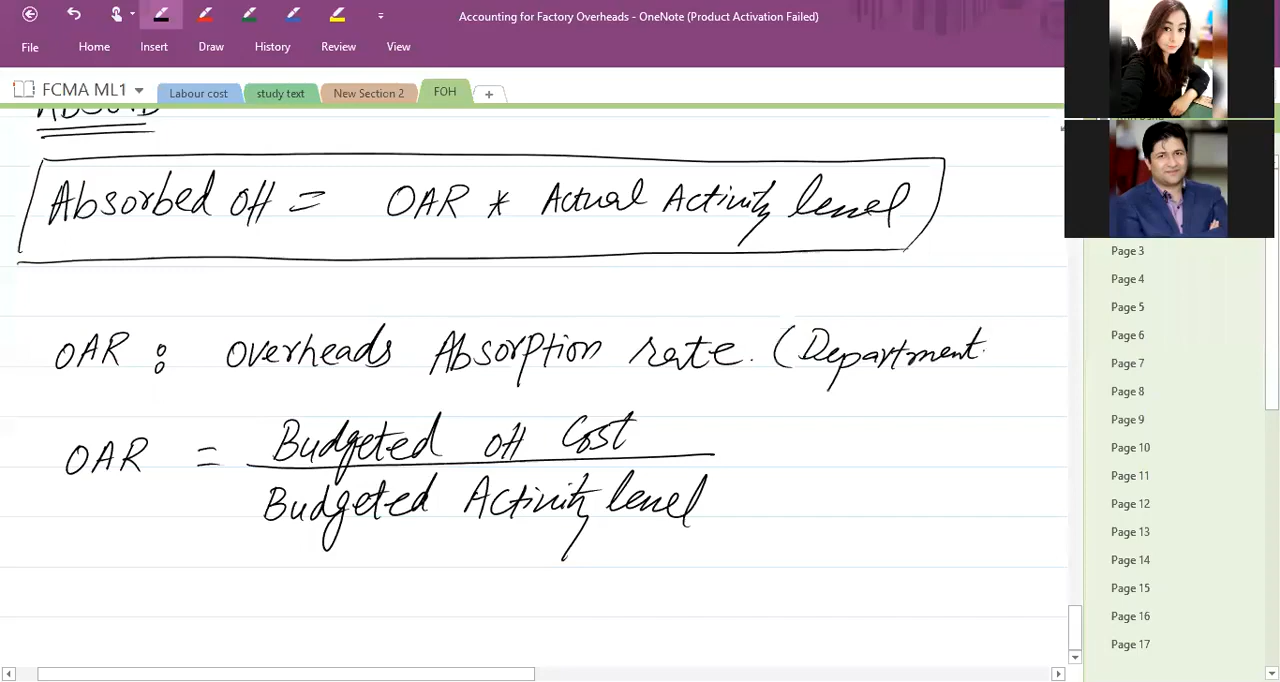 Accounting for Factory Overheads - OneNote (Product Activation Failed)
File Home Insert Draw History Review View
FCMA ML1 Labour cost study text New Section 2 FOH
Absorbed OH = OAR * Actual Activity level
OAR : Overheads Absorption rate. (Department.
OAR = Budgeted OH Cost
Budgeted Activity level
Page 3
Page 4
Page 5
Page 6
Page 7
Page 8
Page 9
Page 10
Page 11
Page 12
Page 13
Page 14
Page 15
Page 16
Page 17